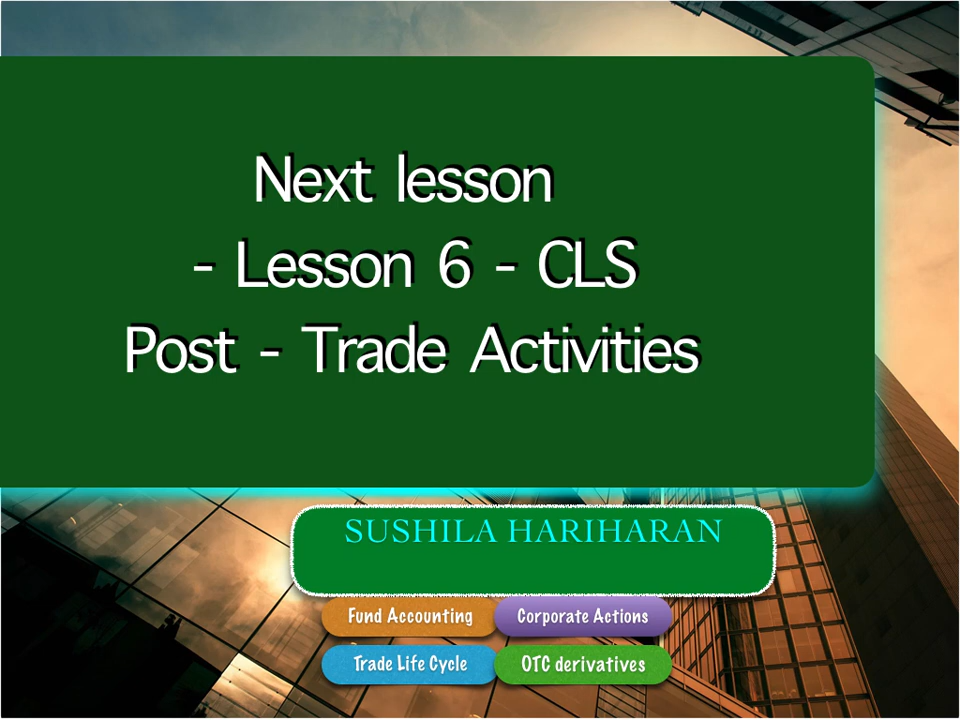 Next lesson
- Lesson 6 - CLS
Post - Trade Activities
SUSHILA HARIHARAN
Fund Accounting
Corporate Actions
Trade Life Cycle
OTC derivatives